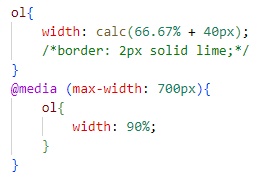 ol{
    width: calc(66.67% + 40px);
    /*border: 2px solid lime;*/
}
@media (max-width: 700px){
    ol{
        width: 90%;
    }
}